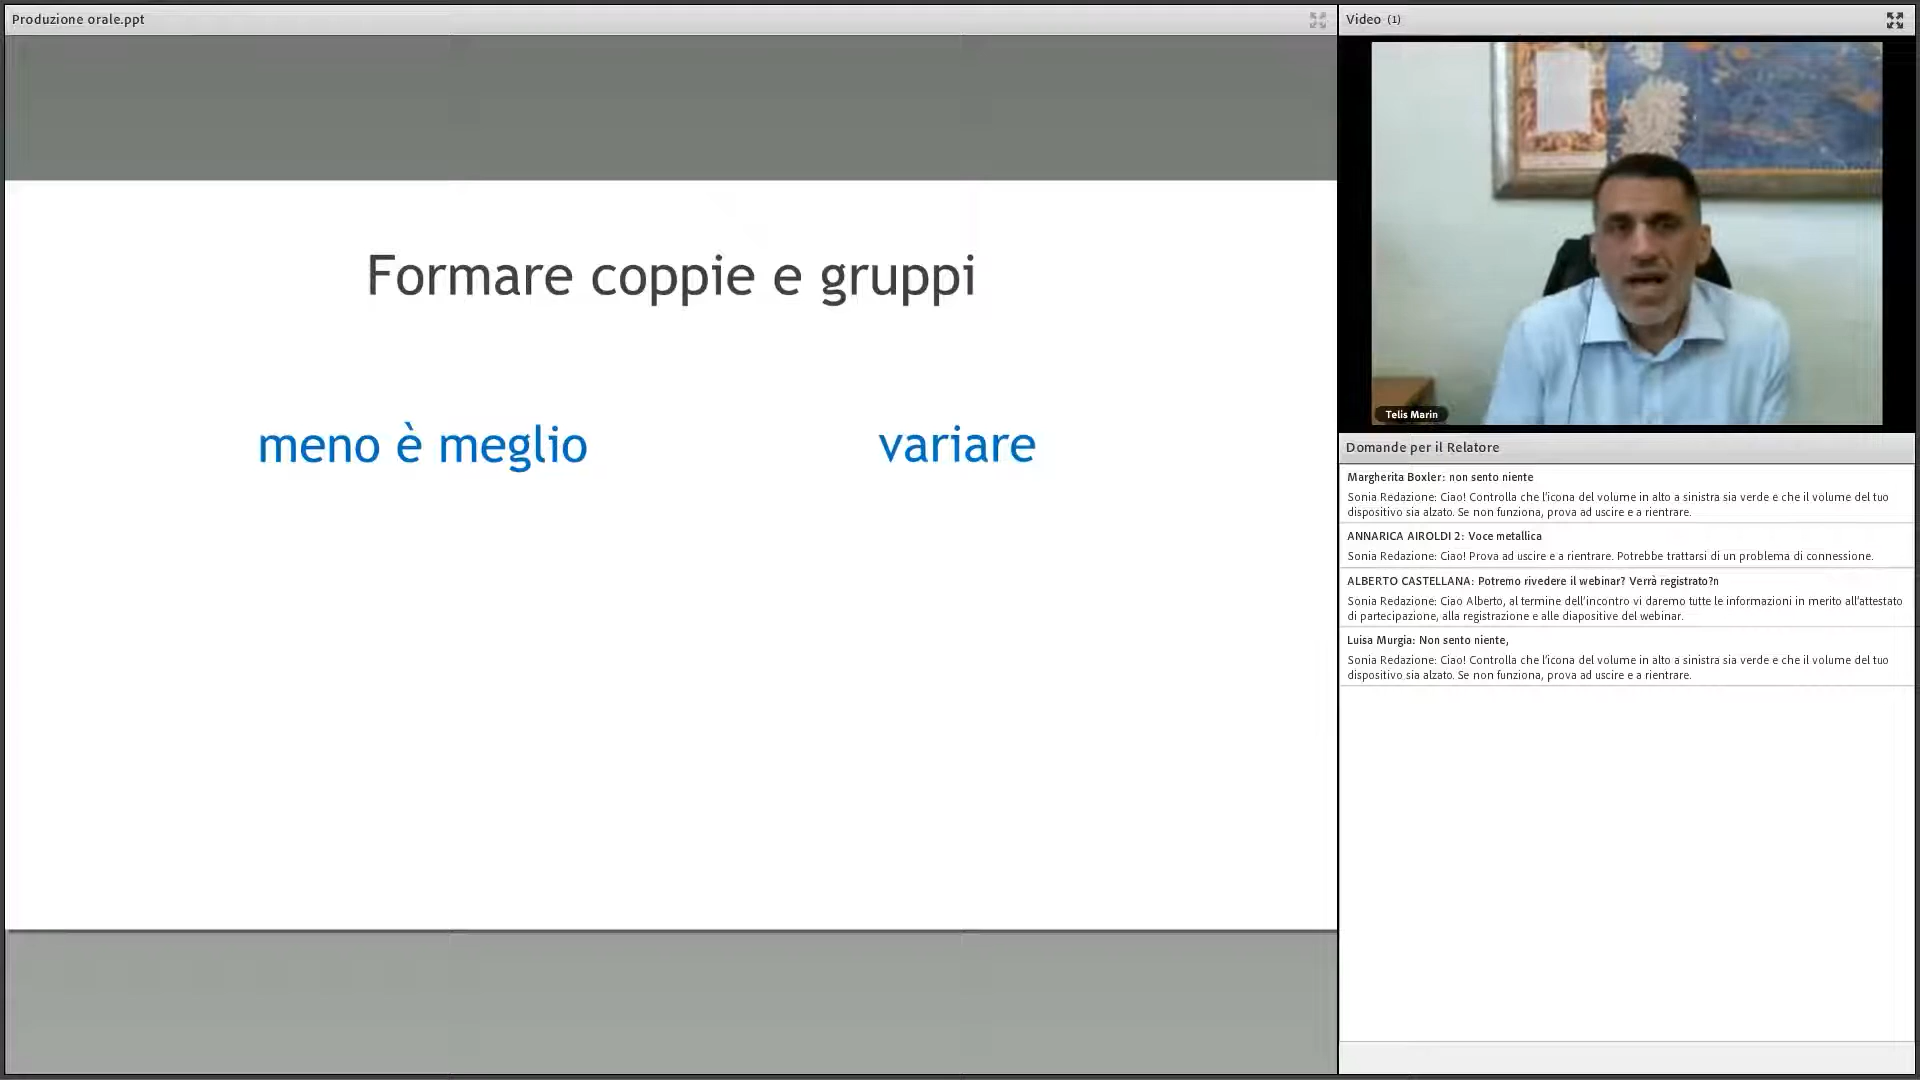 Produzione orale.ppt
Formare coppie e gruppi
meno è meglio
variare
Video (1)
Telis Marin
Domande per il Relatore
Margherita Boxler: non sento niente
Sonia Redazione: Ciao! Controlla che l'icona del volume in alto a sinistra sia verde e che il volume del tuo
dispositivo sia alzato. Se non funziona, prova ad uscire e a rientrare.
ANNARICA AIROLDI 2: Voce metallica
Sonia Redazione: Ciao! Prova ad uscire e a rientrare. Potrebbe trattarsi di un problema di connessione.
ALBERTO CASTELLANA: Potremo rivedere il webinar? Verrà registrato?n
Sonia Redazione: Ciao Alberto, al termine dell'incontro vi daremo tutte le informazioni in merito all'attestato
di partecipazione, alla registrazione e alle diapositive del webinar.
Luisa Murgia: Non sento niente,
Sonia Redazione: Ciao! Controlla che l'icona del volume in alto a sinistra sia verde e che il volume del tuo
dispositivo sia alzato. Se non funziona, prova ad uscire e a rientrare.